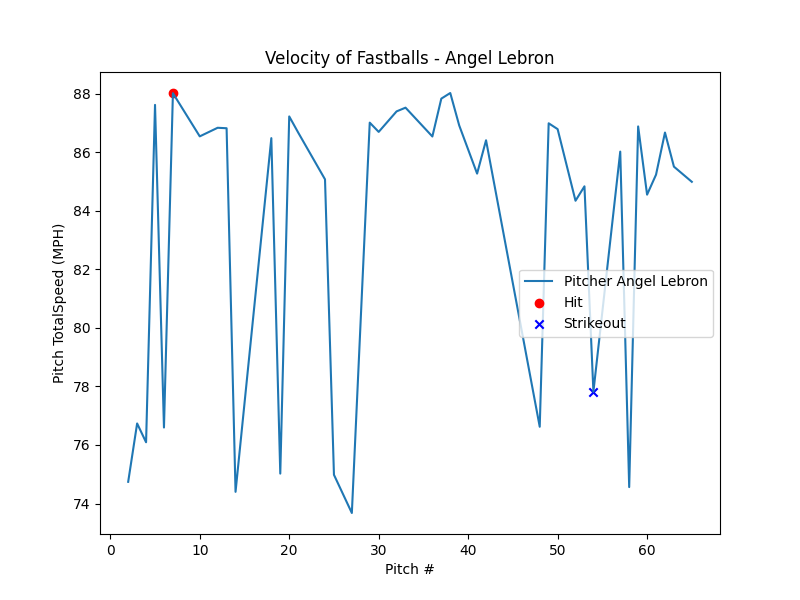 Velocity of Fastballs - Angel Lebron
Pitch TotalSpeed (MPH)
88
86
84
82
80
78
76
74
Pitcher Angel Lebron
Hit
Strikeout
0 10 20 30 40 50 60
Pitch #